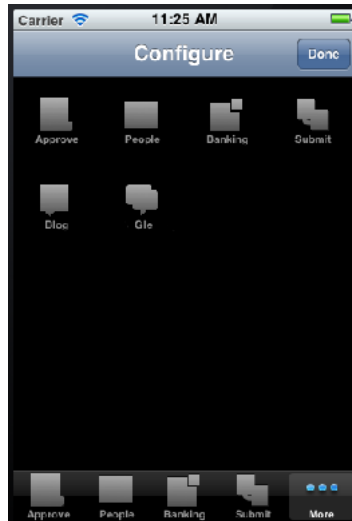 Carrier 11:25 AM
Configure Done
Approve People Banking Submit
Blog Gle
Approve People Banking Submit More